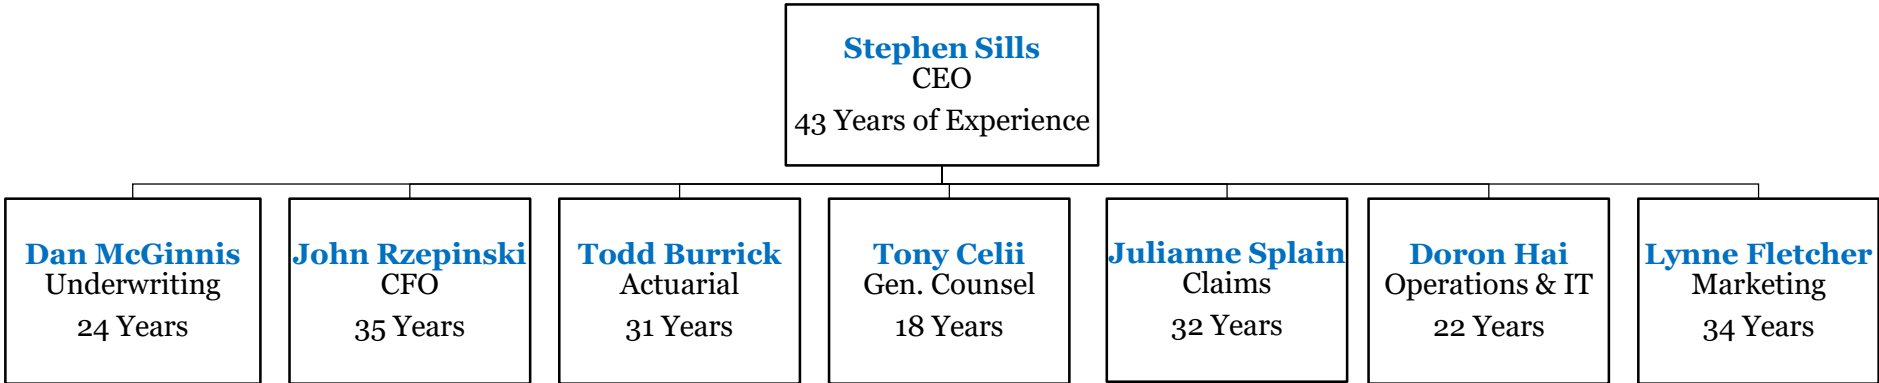 Stephen Sills
CEO
43 Years of Experience
Dan McGinnis
Underwriting
24 Years
John Rzepinski
CFO
35 Years
Todd Burrick
Actuarial
31 Years
Tony Celii
Gen. Counsel
18 Years
Julianne Splain
Claims
32 Years
Doron Hai
Operations & IT
22 Years
Lynne Fletcher
Marketing
34 Years